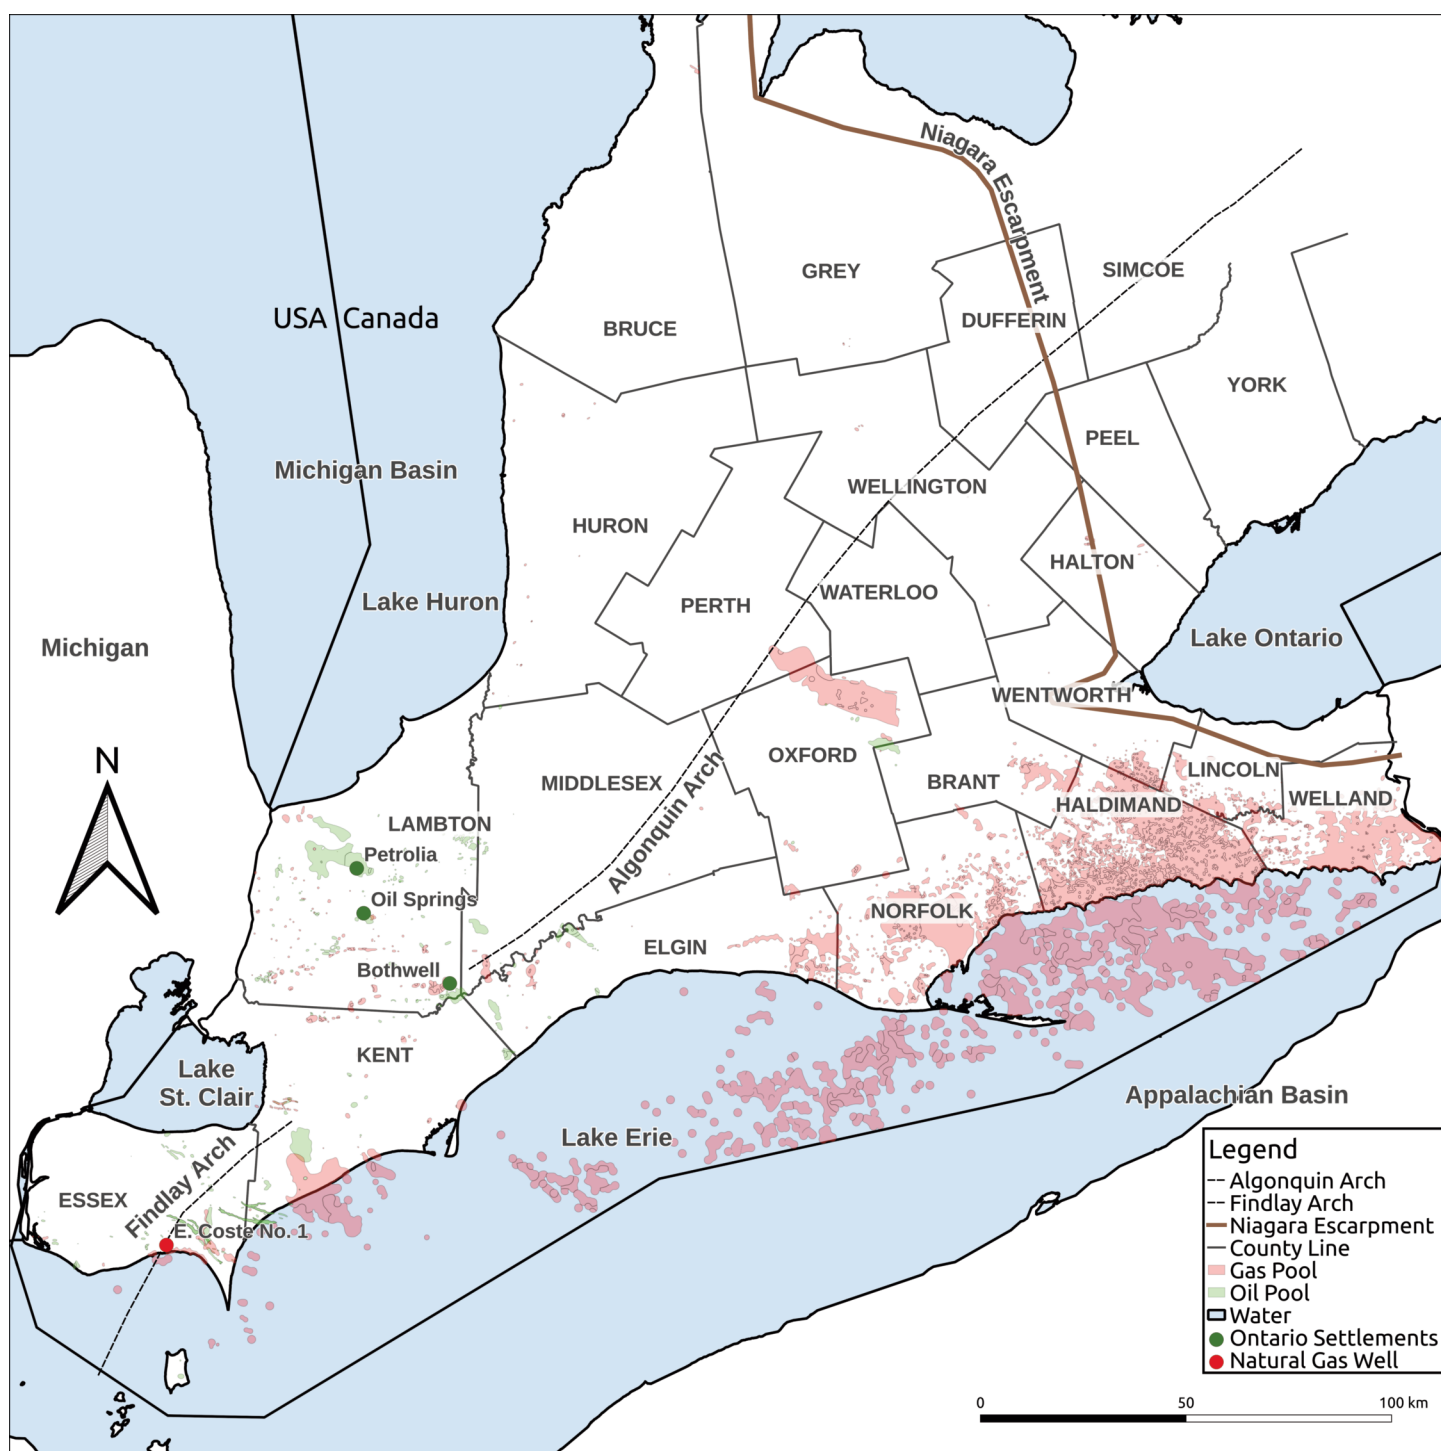 Niagara Escarpment
GREY
SIMCOE
USA Canada
BRUCE
DUFFERIN
YORK
PEEL
Michigan Basin
WELLINGTON
HURON
HALTON
WATERLOO
Lake Huron
PERTH
Michigan
Lake Ontario
WENTWORTH
N
OXFORD
LINCOLN
MIDDLESEX
BRANT
WELLAND
HALDIMAND
LAMBTON
Algonquin Arch
Petrolia
Oil Springs
NORFOLK
ELGIN
Bothwell
KENT
Lake
St. Clair
Appalachian Basin
Lake Erie
Findlay Arch
ESSEX
E. Coste No. 1
Legend
Algonquin Arch
Findlay Arch
Niagara Escarpment
County Line
Gas Pool
Oil Pool
Water
Ontario Settlements
Natural Gas Well
0 50 100 km